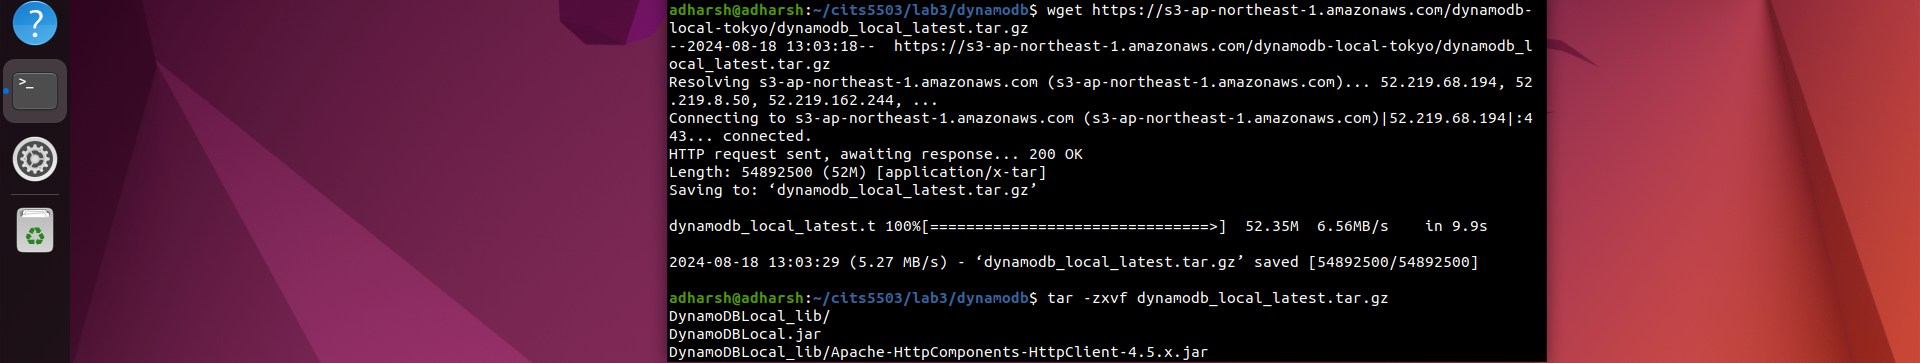 ?
>_
adharsh@adharsh:~/cits5503/lab3/dynamodb$ wget https://s3-ap-northeast-1.amazonaws.com/dynamodb-
local-tokyo/dynamodb_local_latest.tar.gz
--2024-08-18 13:03:18--  https://s3-ap-northeast-1.amazonaws.com/dynamodb-local-tokyo/dynamodb_l
ocal_latest.tar.gz
Resolving s3-ap-northeast-1.amazonaws.com (s3-ap-northeast-1.amazonaws.com)... 52.219.68.194, 52
.219.8.50, 52.219.162.244, ...
Connecting to s3-ap-northeast-1.amazonaws.com (s3-ap-northeast-1.amazonaws.com)|52.219.68.194|:4
43... connected.
HTTP request sent, awaiting response... 200 OK
Length: 54892500 (52M) [application/x-tar]
Saving to: ‘dynamodb_local_latest.tar.gz’
dynamodb_local_latest.t 100%[===============================>]  52.35M  6.56MB/s    in 9.9s
2024-08-18 13:03:29 (5.27 MB/s) - ‘dynamodb_local_latest.tar.gz’ saved [54892500/54892500]
adharsh@adharsh:~/cits5503/lab3/dynamodb$ tar -zxvf dynamodb_local_latest.tar.gz
DynamoDBLocal_lib/
DynamoDBLocal.jar
DynamoDBLocal_lib/Apache-HttpComponents-HttpClient-4.5.x.jar